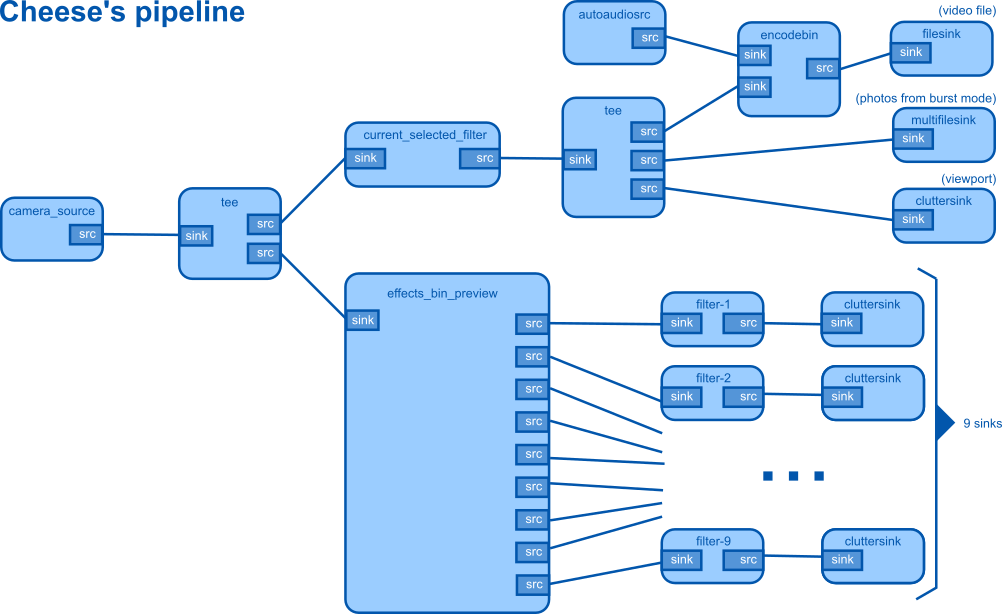 Cheese's pipeline
autoaudiosrc
src
encodebin
sink
sink
src
(video file)
filesink
sink
(photos from burst mode)
multifilesink
sink
(viewport)
cluttersink
sink
tee
sink
src
src
src
current_selected_filter
sink
src
camera_source
src
tee
sink
src
src
effects_bin_preview
sink
src
src
src
src
src
src
src
src
src
filter-1
sink
src
cluttersink
sink
filter-2
sink
src
cluttersink
sink
9 sinks
filter-9
sink
src
cluttersink
sink